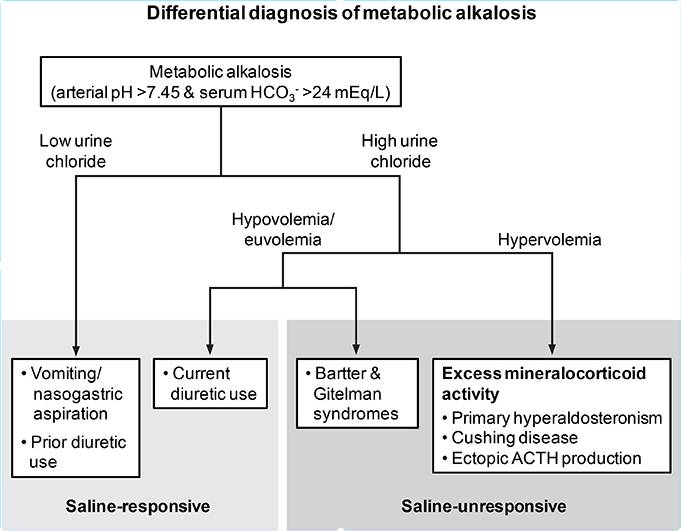 Differential diagnosis of metabolic alkalosis
Metabolic alkalosis
(arterial pH >7.45 & serum HCO₃⁻ >24 mEq/L)
Low urine
chloride
High urine
chloride
Hypovolemia/
euvolemia
Hypervolemia
• Vomiting/
nasogastric
aspiration
• Prior diuretic
use
• Current
diuretic use
• Bartter &
Gitelman
syndromes
Excess mineralocorticoid
activity
• Primary hyperaldosteronism
• Cushing disease
• Ectopic ACTH production
Saline-responsive
Saline-unresponsive